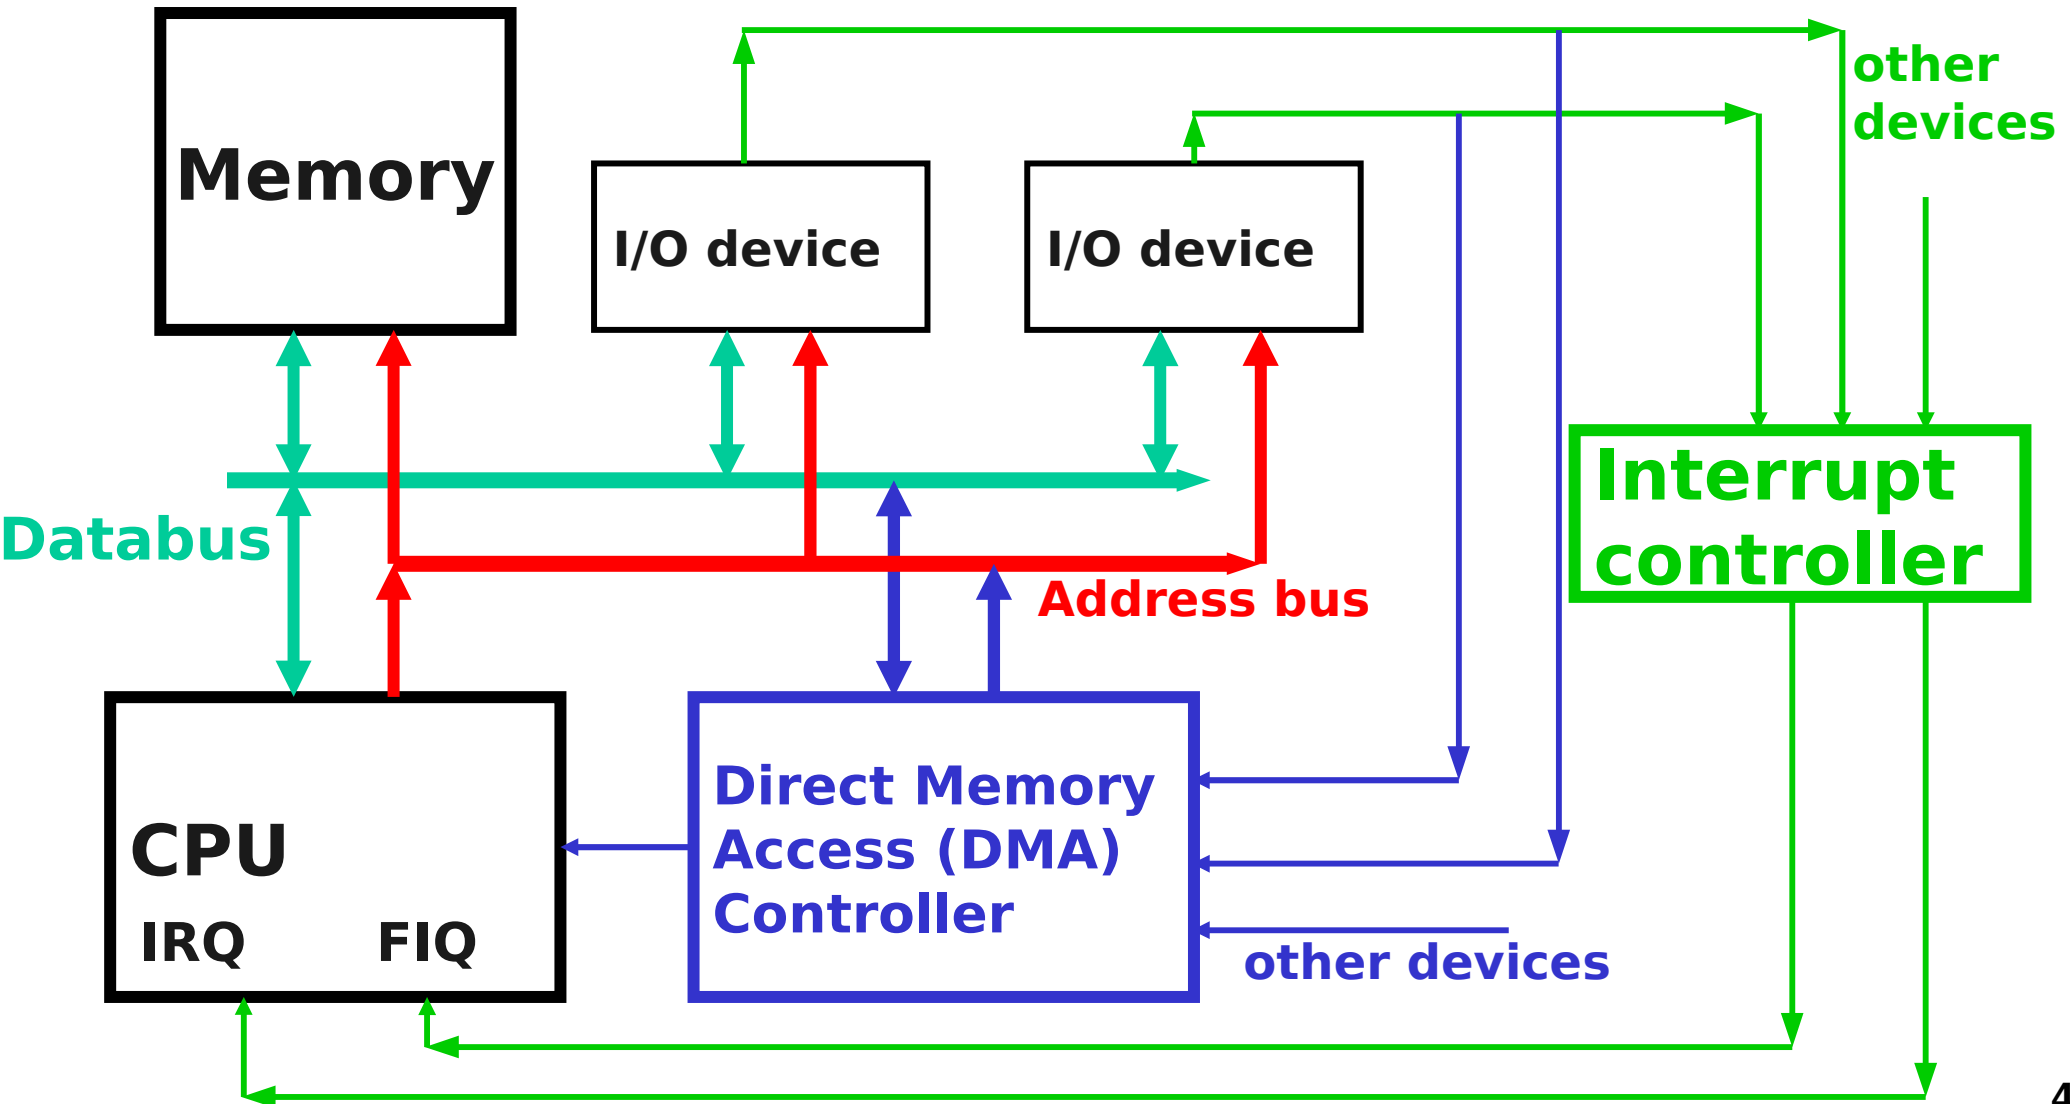 other
devices
Memory
I/O device
I/O device
Interrupt
controller
Databus
Address bus
Direct Memory
Access (DMA)
Controller
CPU
IRQ
FIQ
other devices
4